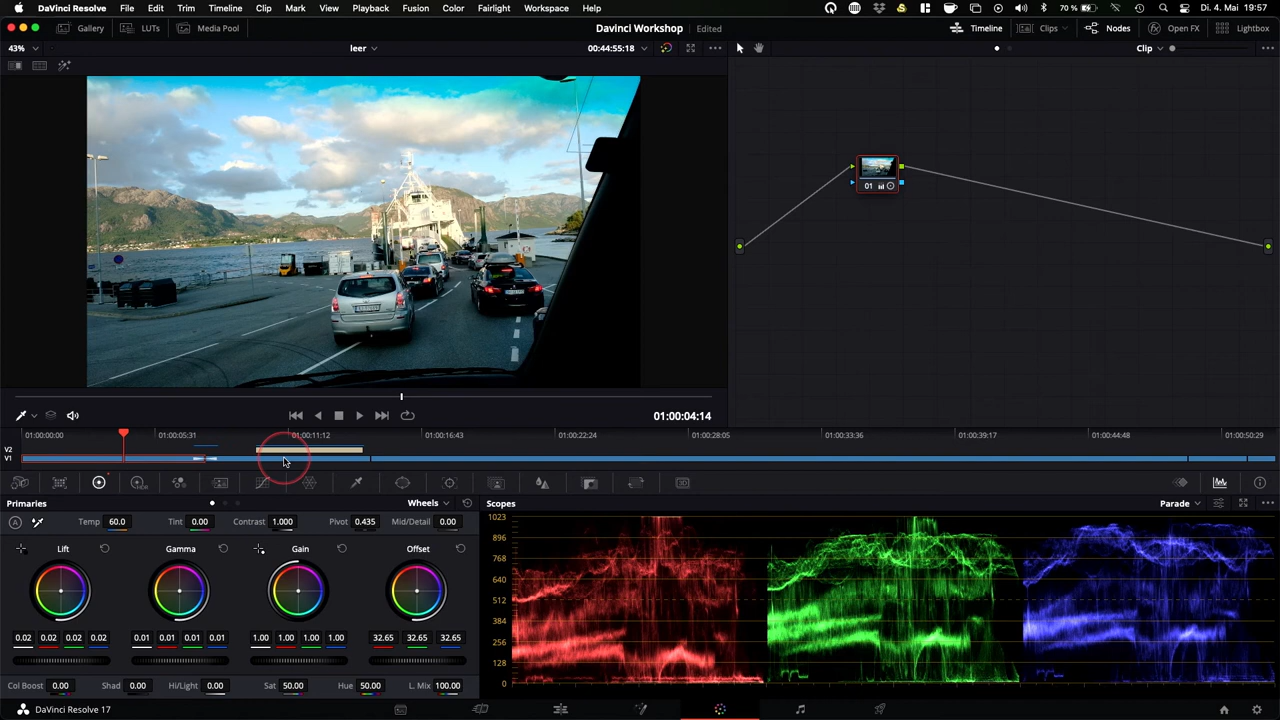 DaVinci Resolve File Edit Trim Timeline Clip Mark View Playback Fusion Color Fairlight Workspace Help 70 % Di. 4. Mai 19:57
Gallery LUTs Media Pool Davinci Workshop Edited Timeline Clips Nodes Open FX Lightbox
43% leer 00:44:55:18 Clip
01
01:00:04:14
01:00:00:00 01:00:05:31 01:00:11:12 01:00:16:43 01:00:22:24 01:00:28:05 01:00:33:36 01:00:39:17 01:00:44:48 01:00:50:29
V2
V1
Primaries Wheels Scopes Parade
Temp 60.0 Tint 0.00 Contrast 1.000 Pivot 0.435 Mid/Detail 0.00
Lift Gamma Gain Offset
0.02 0.02 0.02 0.02 0.01 0.01 0.01 0.01 1.00 1.00 1.00 1.00 32.65 32.65 32.65
Col Boost 0.00 Shad 0.00 Hi/Light 0.00 Sat 50.00 Hue 50.00 L. Mix 100.00
1023
896
768
640
512
384
256
128
0
DaVinci Resolve 17